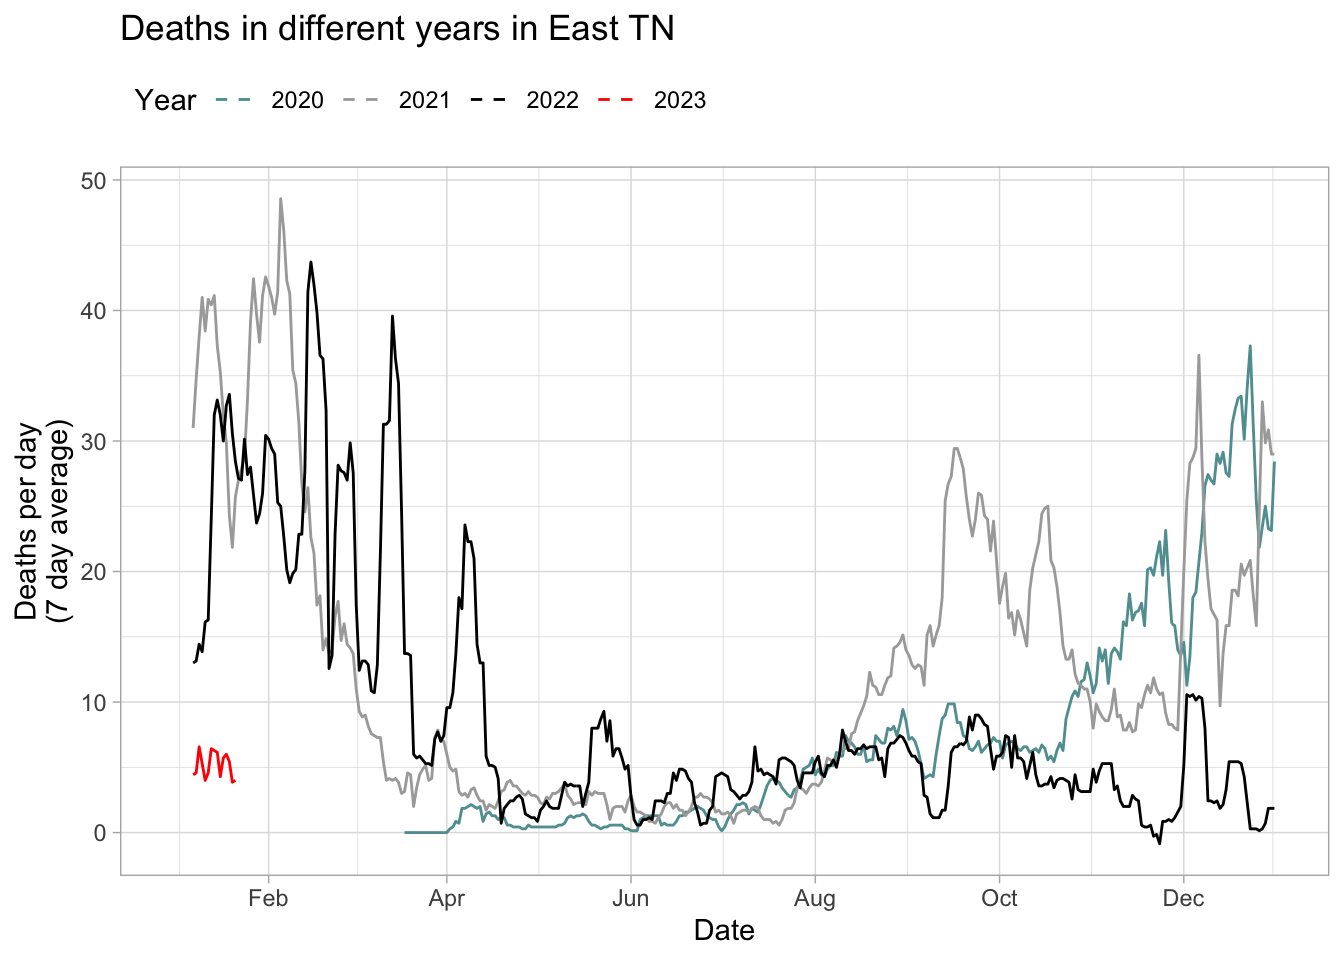 Deaths in different years in East TN
Year 2020 2021 2022 2023
Deaths per day
(7 day average)
50
40
30
20
10
0
Feb Apr Jun Aug Oct Dec
Date